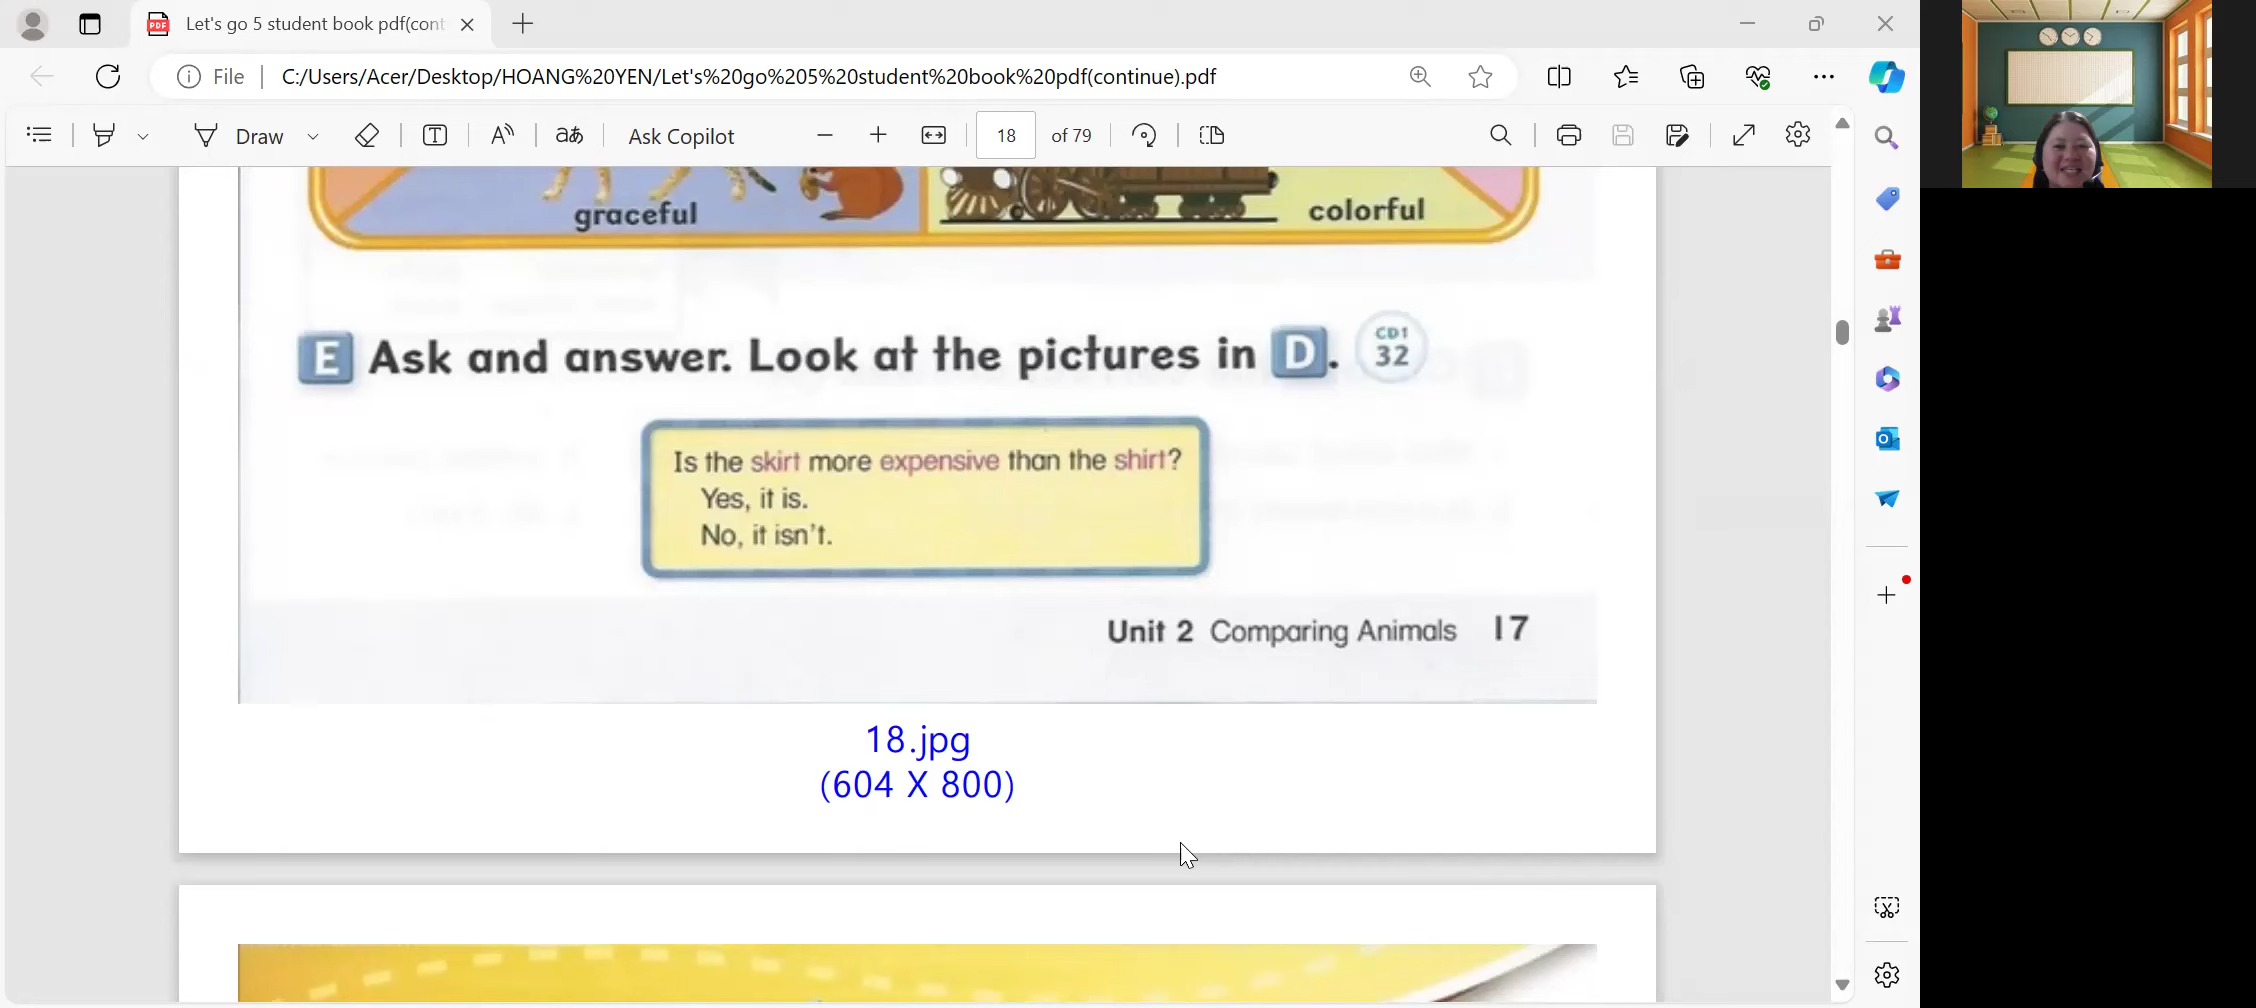 Let's go 5 student book pdf(cont
File
C:/Users/Acer/Desktop/HOANG%20YEN/Let's%20go%205%20student%20book%20pdf(continue).pdf
Draw
aあ
Ask Copilot
18 of 79
graceful
colorful
E Ask and answer. Look at the pictures in D. CD1 32
Is the skirt more expensive than the shirt?
Yes, it is.
No, it isn't.
Unit 2 Comparing Animals 17
18.jpg
(604 X 800)